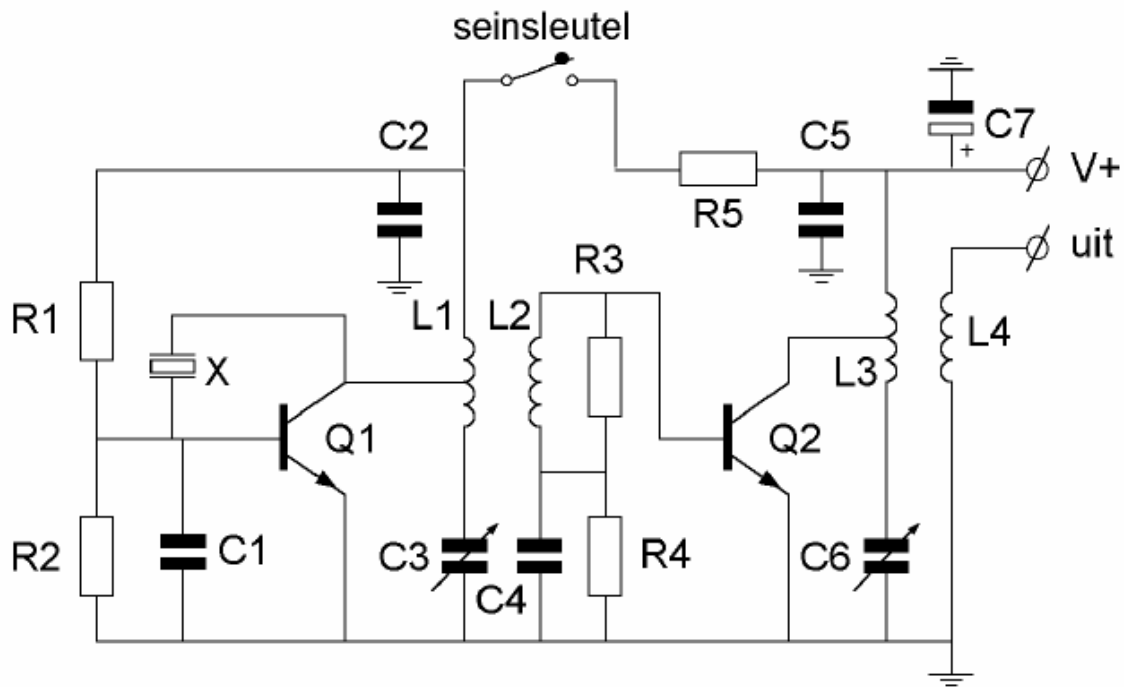 seinsleutel
C2
C5
C7
+
V+
R5
uit
R3
R1
L1
L2
L4
X
L3
Q1
Q2
R2
C1
C3
C4
R4
C6